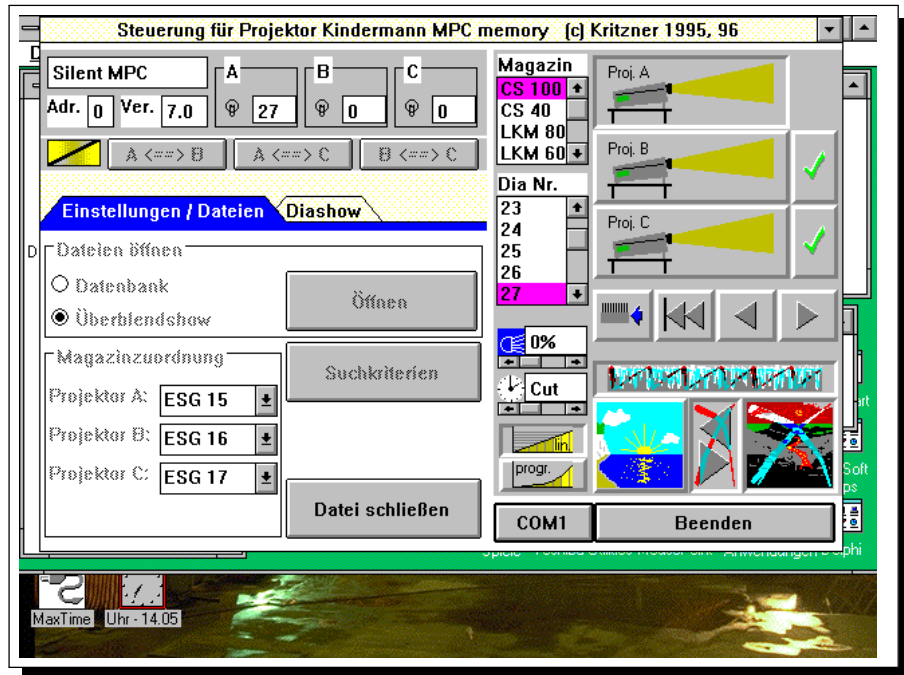 Steuerung für Projektor Kindermann MPC memory (c) Kritzner 1995, 96
Silent MPC
Adr. 0 Ver. 7.0
A
27
B
0
C
0
A <==> B
A <==> C
B <==> C
Einstellungen / Dateien
Diashow
Dateien öffnen
Datenbank
Überblendshow
Öffnen
Magazinzuordnung
Projektor A: ESG 15
Projektor B: ESG 16
Projektor C: ESG 17
Suchkriterien
Datei schließen
Magazin
CS 100
CS 40
LKM 80
LKM 60
Dia Nr.
23
24
25
26
27
0%
Cut
lin.
progr.
Proj. A
Proj. B
Proj. C
COM1
Beenden
MaxTime
Uhr - 14.05